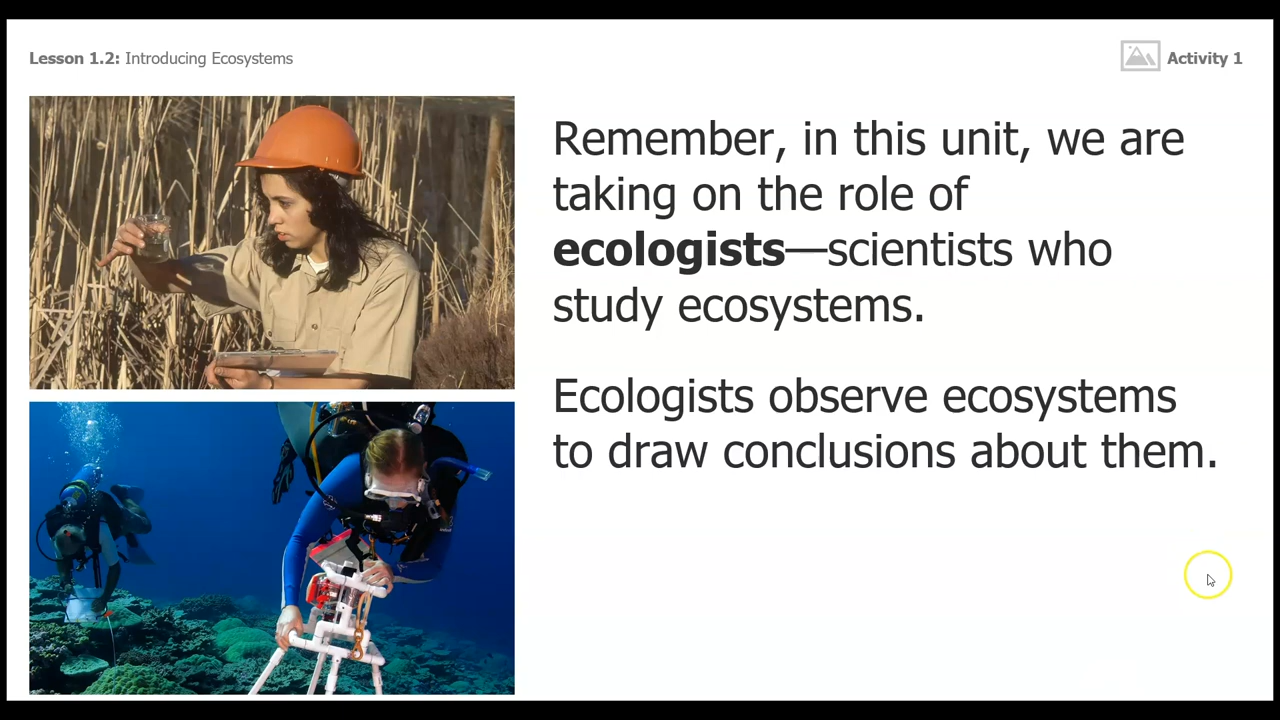 Lesson 1.2: Introducing Ecosystems
Activity 1
Remember, in this unit, we are
taking on the role of
ecologists—scientists who
study ecosystems.
Ecologists observe ecosystems
to draw conclusions about them.